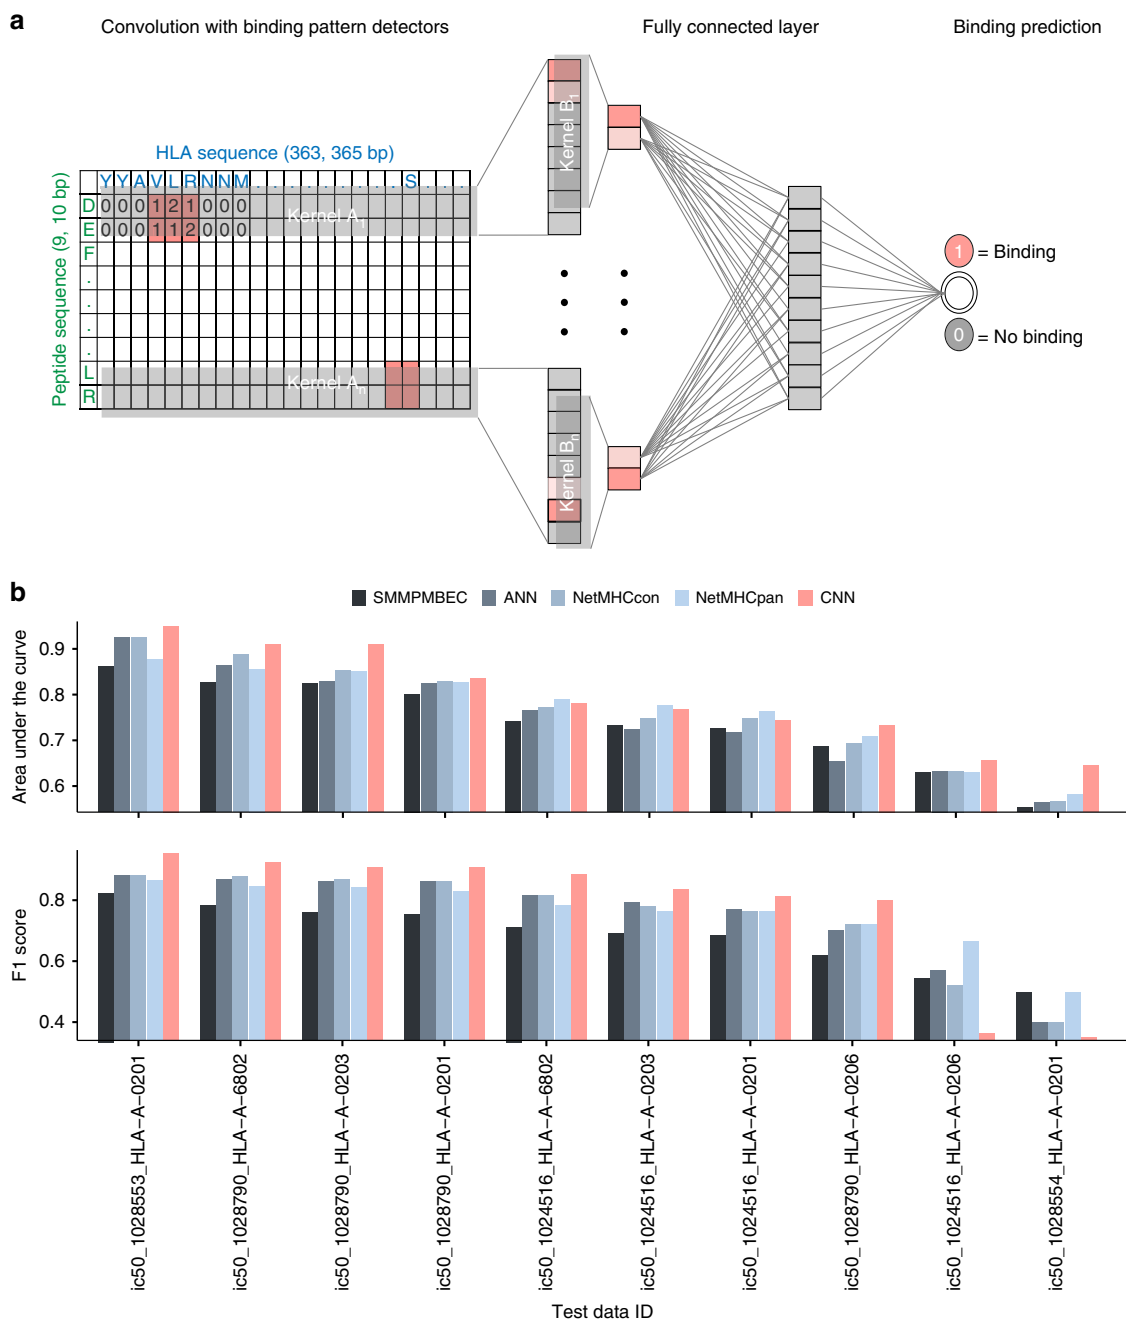 a
Convolution with binding pattern detectors
Fully connected layer
Binding prediction
HLA sequence (363, 365 bp)
Peptide sequence (9, 10 bp)
Y Y A V L R N N M . . . . . . . . . S . . .
D 0 0 0 1 2 1 0 0 0
E 0 0 0 1 1 2 0 0 0
F
.
.
.
.
L
R
Kernel A1
Kernel An
Kernel B1
Kernel Bn
1 = Binding
0 = No binding
b
SMMPMBEC ANN NetMHCcon NetMHCpan CNN
Area under the curve
0.9
0.8
0.7
0.6
F1 score
0.8
0.6
0.4
ic50_1028553_HLA−A−0201
ic50_1028790_HLA−A−6802
ic50_1028790_HLA−A−0203
ic50_1028790_HLA−A−0201
ic50_1024516_HLA−A−6802
ic50_1024516_HLA−A−0203
ic50_1024516_HLA−A−0201
ic50_1028790_HLA−A−0206
ic50_1024516_HLA−A−0206
ic50_1028554_HLA−A−0201
Test data ID